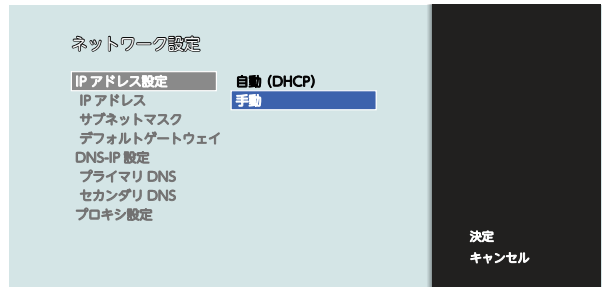 ネットワーク設定
IP アドレス設定 自動 (DHCP)
IP アドレス 手動
サブネットマスク
デフォルトゲートウェイ
DNS-IP 設定
プライマリ DNS
セカンダリ DNS
プロキシ設定
決定
キャンセル